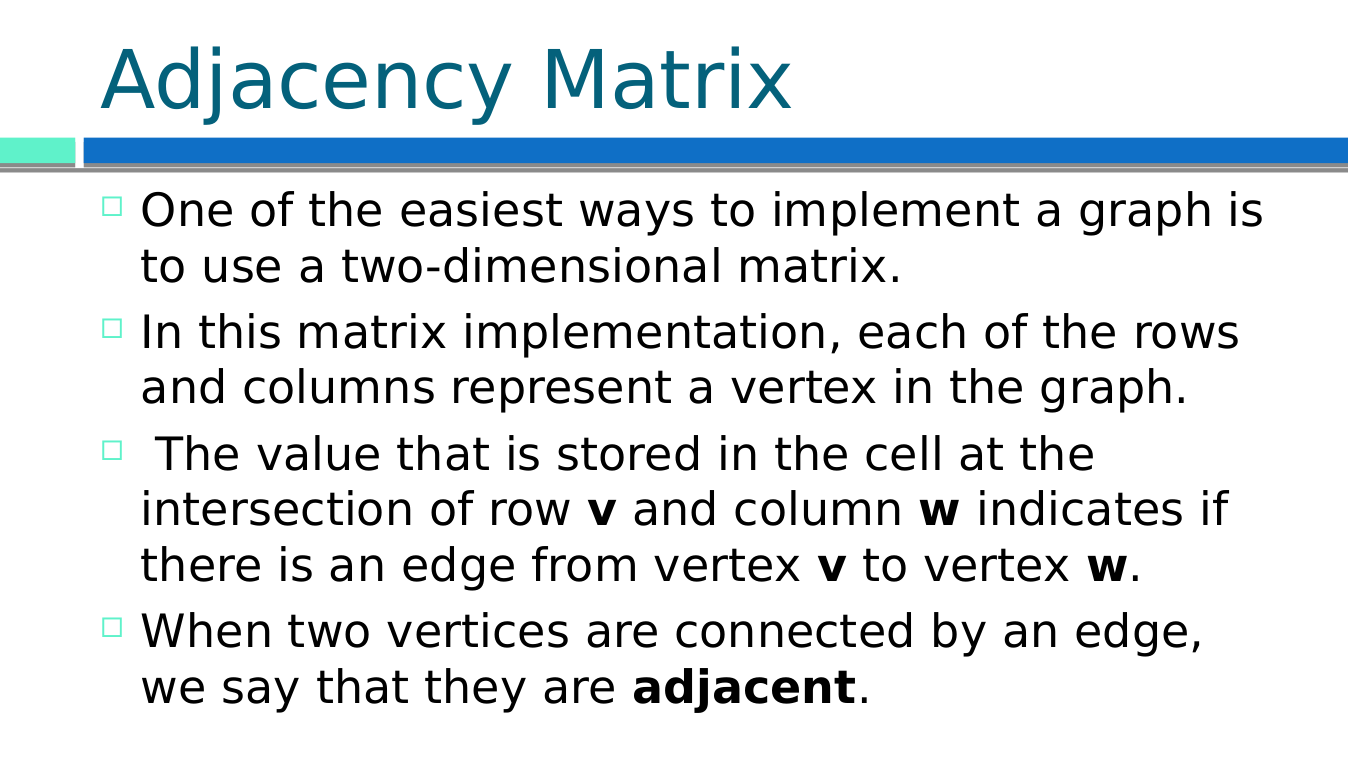 Adjacency Matrix
One of the easiest ways to implement a graph is
to use a two-dimensional matrix.
In this matrix implementation, each of the rows
and columns represent a vertex in the graph.
The value that is stored in the cell at the
intersection of row v and column w indicates if
there is an edge from vertex v to vertex w.
When two vertices are connected by an edge,
we say that they are adjacent.